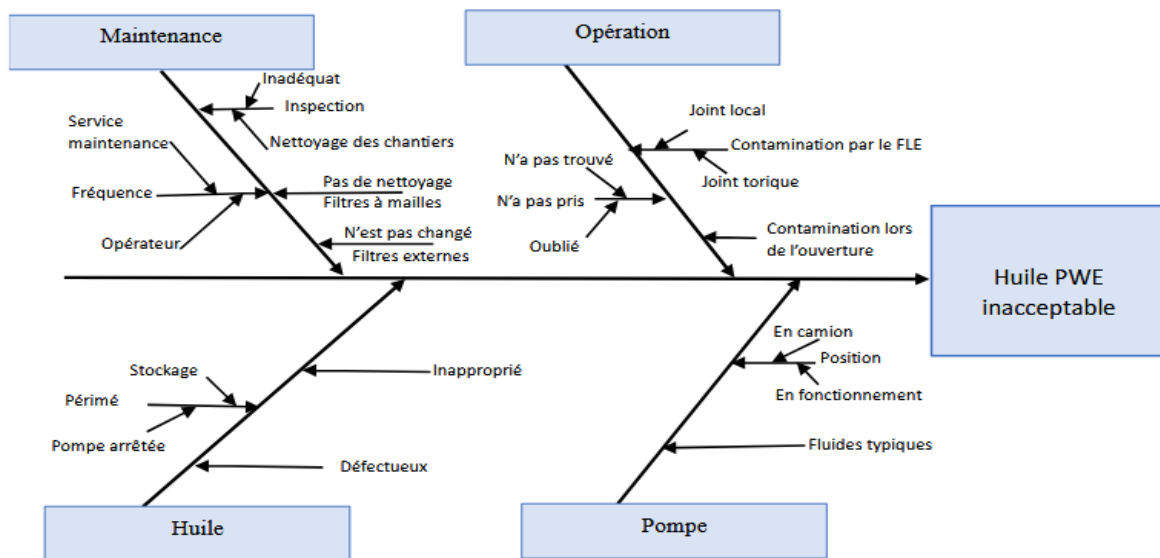 Maintenance
Opération
Inadéquat
Inspection
Nettoyage des chantiers
Service
maintenance
Fréquence
Opérateur
Pas de nettoyage
Filtres à mailles
N'est pas changé
Filtres externes
Joint local
Contamination par le FLE
Joint torique
N'a pas trouvé
N'a pas pris
Oublié
Contamination lors
de l'ouverture
Huile PWE
inacceptable
Stockage
Périmé
Pompe arrêtée
Inapproprié
Défectueux
En camion
Position
En fonctionnement
Fluides typiques
Huile
Pompe